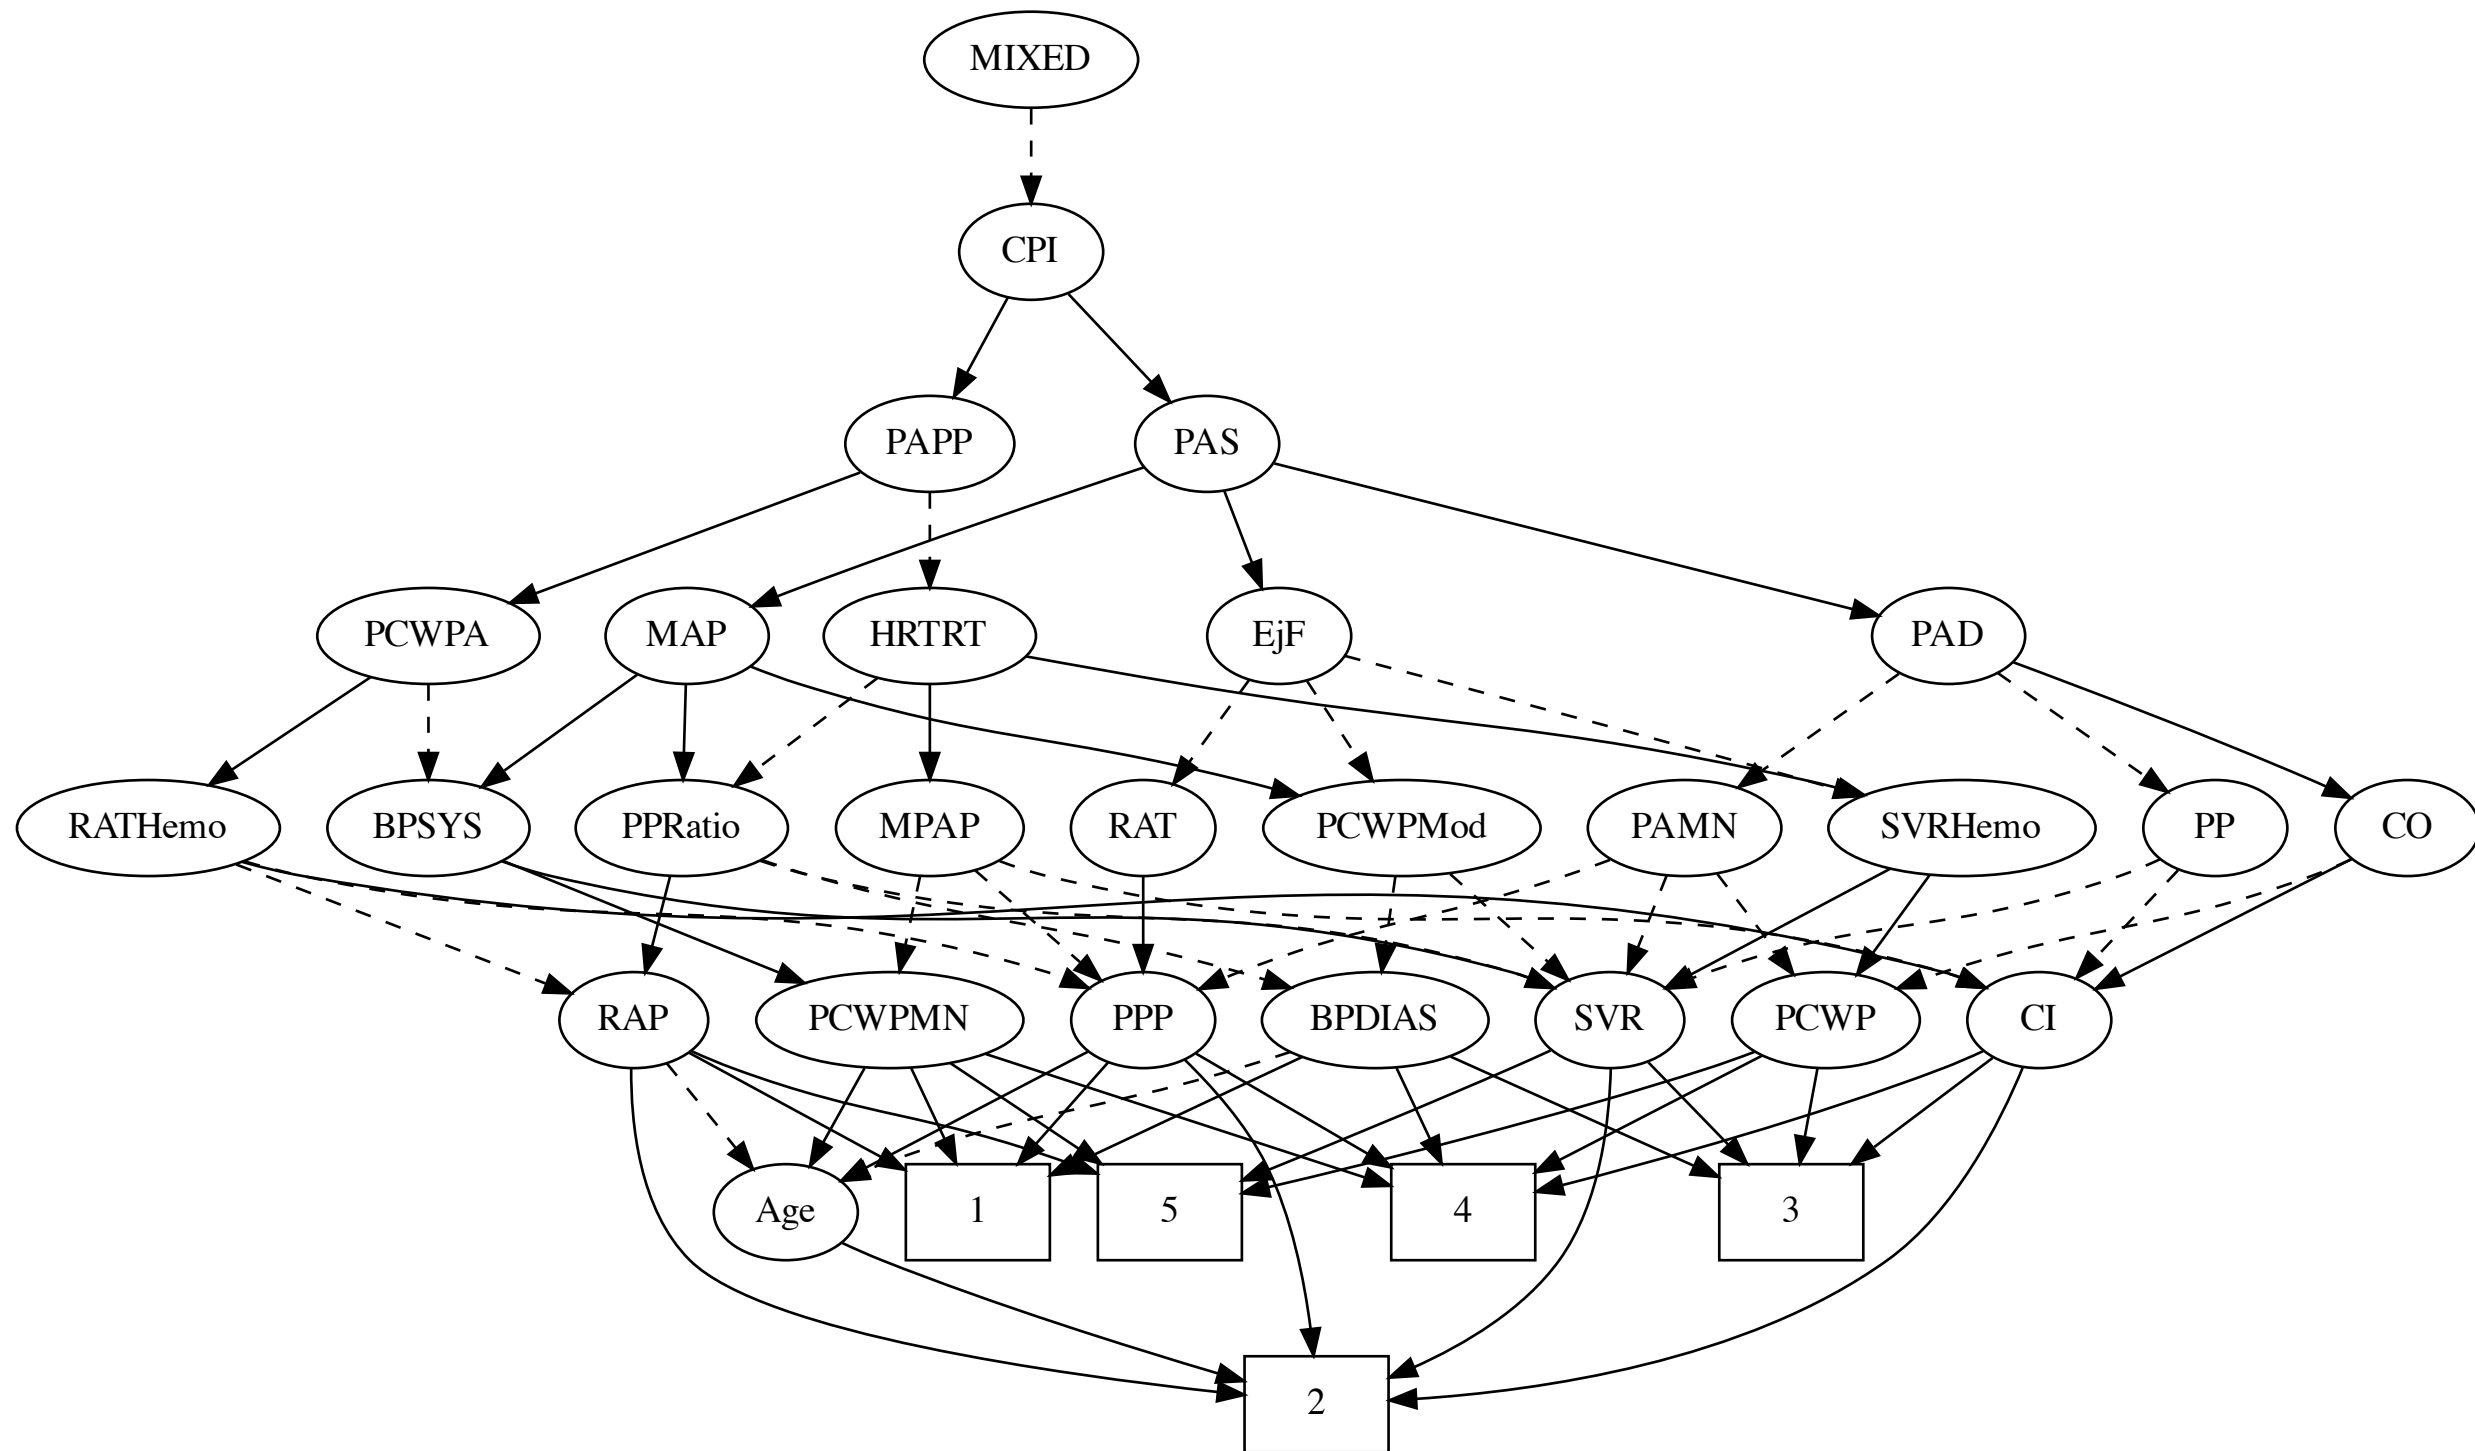 MIXED
CPI
PAPP
PAS
PCWPA
MAP
HRTRT
EjF
PAD
RATHemo
BPSYS
PPRatio
MPAP
RAT
PCWPMod
PAMN
SVRHemo
PP
CO
RAP
PCWPMN
PPP
BPDIAS
SVR
PCWP
CI
Age
1
5
4
3
2